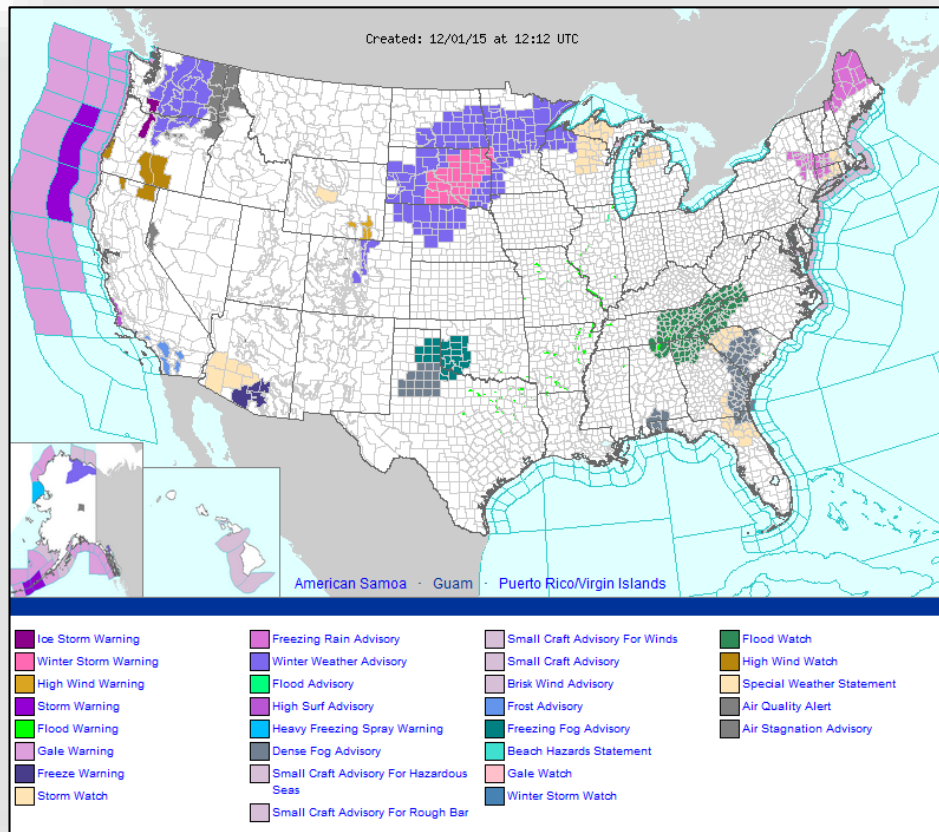 Created: 12/01/15 at 12:12 UTC
American Samoa · Guam · Puerto Rico/Virgin Islands
Ice Storm Warning
Winter Storm Warning
High Wind Warning
Storm Warning
Flood Warning
Gale Warning
Freeze Warning
Storm Watch
Freezing Rain Advisory
Winter Weather Advisory
Flood Advisory
High Surf Advisory
Heavy Freezing Spray Warning
Dense Fog Advisory
Small Craft Advisory For Hazardous
Seas
Small Craft Advisory For Rough Bar
Small Craft Advisory For Winds
Small Craft Advisory
Brisk Wind Advisory
Frost Advisory
Freezing Fog Advisory
Beach Hazards Statement
Gale Watch
Winter Storm Watch
Flood Watch
High Wind Watch
Special Weather Statement
Air Quality Alert
Air Stagnation Advisory